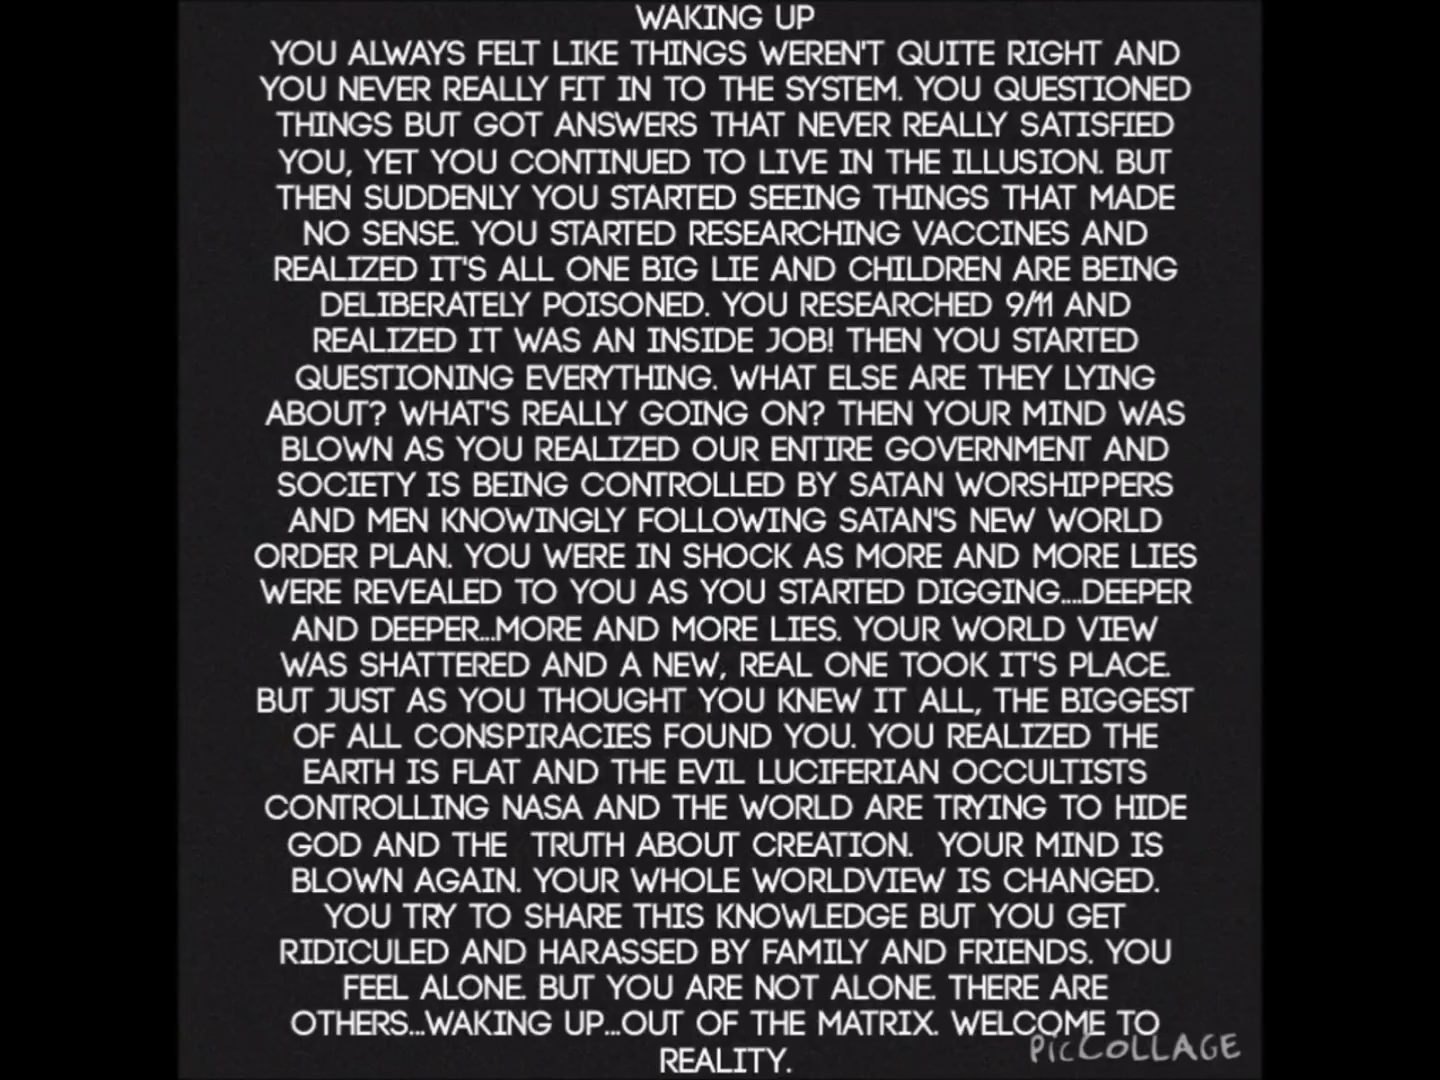 WAKING UP
YOU ALWAYS FELT LIKE THINGS WEREN'T QUITE RIGHT AND
YOU NEVER REALLY FIT IN TO THE SYSTEM. YOU QUESTIONED
THINGS BUT GOT ANSWERS THAT NEVER REALLY SATISFIED
YOU, YET YOU CONTINUED TO LIVE IN THE ILLUSION. BUT
THEN SUDDENLY YOU STARTED SEEING THINGS THAT MADE
NO SENSE. YOU STARTED RESEARCHING VACCINES AND
REALIZED IT'S ALL ONE BIG LIE AND CHILDREN ARE BEING
DELIBERATELY POISONED. YOU RESEARCHED 9/11 AND
REALIZED IT WAS AN INSIDE JOB! THEN YOU STARTED
QUESTIONING EVERYTHING. WHAT ELSE ARE THEY LYING
ABOUT? WHAT'S REALLY GOING ON? THEN YOUR MIND WAS
BLOWN AS YOU REALIZED OUR ENTIRE GOVERNMENT AND
SOCIETY IS BEING CONTROLLED BY SATAN WORSHIPPERS
AND MEN KNOWINGLY FOLLOWING SATAN'S NEW WORLD
ORDER PLAN. YOU WERE IN SHOCK AS MORE AND MORE LIES
WERE REVEALED TO YOU AS YOU STARTED DIGGING....DEEPER
AND DEEPER...MORE AND MORE LIES. YOUR WORLD VIEW
WAS SHATTERED AND A NEW, REAL ONE TOOK IT'S PLACE.
BUT JUST AS YOU THOUGHT YOU KNEW IT ALL, THE BIGGEST
OF ALL CONSPIRACIES FOUND YOU. YOU REALIZED THE
EARTH IS FLAT AND THE EVIL LUCIFERIAN OCCULTISTS
CONTROLLING NASA AND THE WORLD ARE TRYING TO HIDE
GOD AND THE TRUTH ABOUT CREATION. YOUR MIND IS
BLOWN AGAIN. YOUR WHOLE WORLDVIEW IS CHANGED.
YOU TRY TO SHARE THIS KNOWLEDGE BUT YOU GET
RIDICULED AND HARASSED BY FAMILY AND FRIENDS. YOU
FEEL ALONE. BUT YOU ARE NOT ALONE. THERE ARE
OTHERS...WAKING UP...OUT OF THE MATRIX. WELCOME TO
REALITY.
PicCOLLAGE